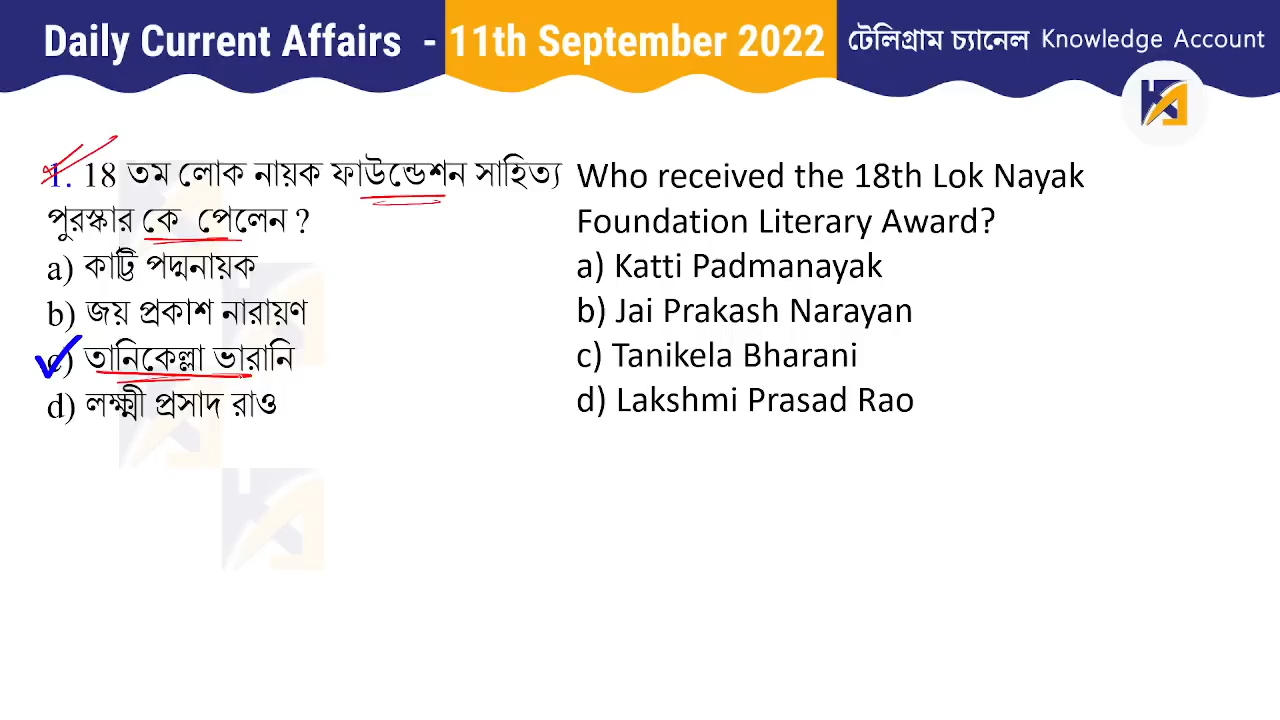 Daily Current Affairs - 11th September 2022
টেলিগ্রাম চ্যানেল Knowledge Account
1. 18 তম লোক নায়ক ফাউন্ডেশন সাহিত্য
পুরস্কার কে পেলেন ?
a) কাট্টি পদ্মনায়ক
b) জয় প্রকাশ নারায়ণ
c) তানিকেল্লা ভারানি
d) লক্ষ্মী প্রসাদ রাও
Who received the 18th Lok Nayak
Foundation Literary Award?
a) Katti Padmanayak
b) Jai Prakash Narayan
c) Tanikela Bharani
d) Lakshmi Prasad Rao